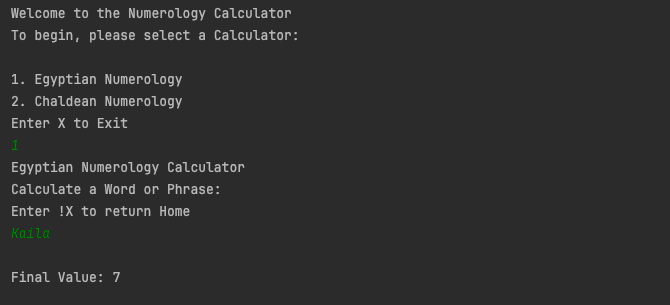 Welcome to the Numerology Calculator
To begin, please select a Calculator:
1. Egyptian Numerology
2. Chaldean Numerology
Enter X to Exit
1
Egyptian Numerology Calculator
Calculate a Word or Phrase:
Enter !X to return Home
Kaila
Final Value: 7